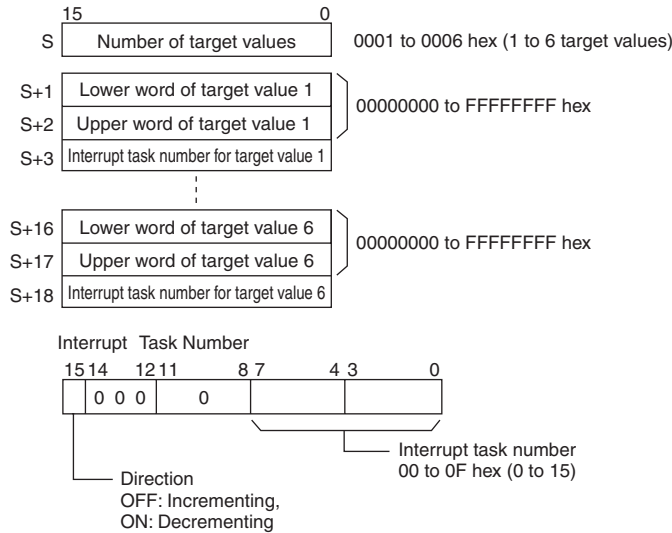 15 0
S Number of target values 0001 to 0006 hex (1 to 6 target values)
S+1 Lower word of target value 1
00000000 to FFFFFFFF hex
S+2 Upper word of target value 1
S+3 Interrupt task number for target value 1
S+16 Lower word of target value 6
00000000 to FFFFFFFF hex
S+17 Upper word of target value 6
S+18 Interrupt task number for target value 6
Interrupt Task Number
15 14 12 11 8 7 4 3 0
0 0 0 0
Interrupt task number
00 to 0F hex (0 to 15)
Direction
OFF: Incrementing,
ON: Decrementing